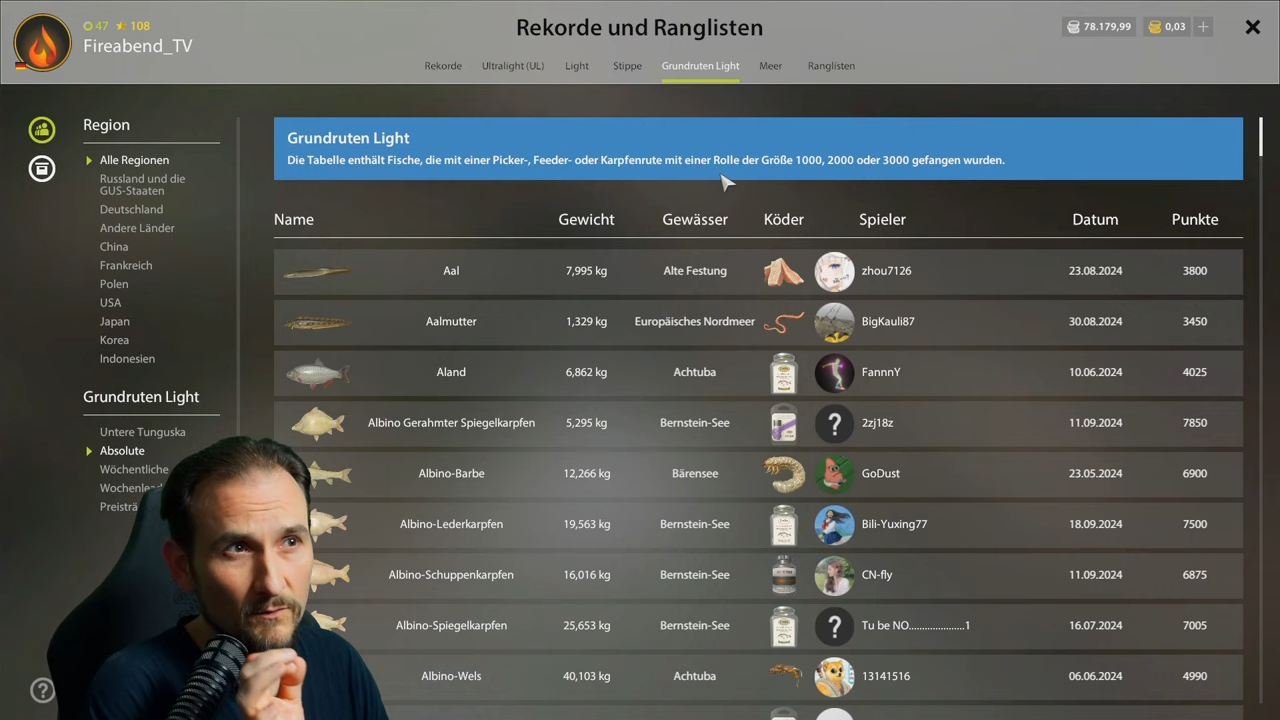 47 108
Fireabend_TV
Rekorde und Ranglisten
78.179,99
0,03
Rekorde
Ultralight (UL)
Light
Stippe
Grundruten Light
Meer
Ranglisten
Region
Alle Regionen
Russland und die
GUS-Staaten
Deutschland
Andere Länder
China
Frankreich
Polen
USA
Japan
Korea
Indonesien
Grundruten Light
Untere Tunguska
Absolute
Wöchentliche
Grundruten Light
Die Tabelle enthält Fische, die mit einer Picker-, Feeder- oder Karpfenrute mit einer Rolle der Größe 1000, 2000 oder 3000 gefangen wurden.
Name Gewicht Gewässer Köder Spieler Datum Punkte
Aal 7,995 kg Alte Festung zhou7126 23.08.2024 3800
Aalmutter 1,329 kg Europäisches Nordmeer BigKauli87 30.08.2024 3450
Aland 6,862 kg Achtuba FannnY 10.06.2024 4025
Albino Gerahmter Spiegelkarpfen 5,295 kg Bernstein-See ? 2zj18z 11.09.2024 7850
Albino-Barbe 12,266 kg Bärensee GoDust 23.05.2024 6900
Albino-Lederkarpfen 19,563 kg Bernstein-See Bili-Yuxing77 18.09.2024 7500
Albino-Schuppenkarpfen 16,016 kg Bernstein-See CN-fly 11.09.2024 6875
Albino-Spiegelkarpfen 25,653 kg Bernstein-See ? Tu be NO.....................1 16.07.2024 7005
Albino-Wels 40,103 kg Achtuba 13141516 06.06.2024 4990
?